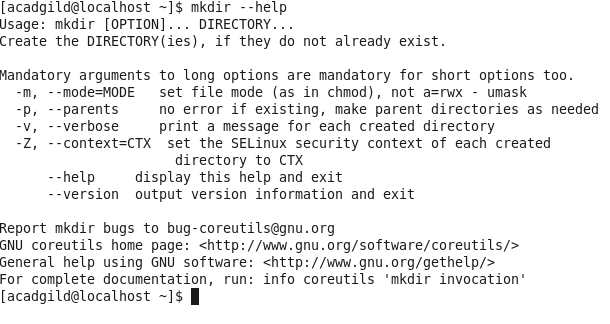 [acadgild@localhost ~]$ mkdir --help
Usage: mkdir [OPTION]... DIRECTORY...
Create the DIRECTORY(ies), if they do not already exist.

Mandatory arguments to long options are mandatory for short options too.
  -m, --mode=MODE   set file mode (as in chmod), not a=rwx - umask
  -p, --parents     no error if existing, make parent directories as needed
  -v, --verbose     print a message for each created directory
  -Z, --context=CTX  set the SELinux security context of each created
                      directory to CTX
      --help     display this help and exit
      --version  output version information and exit

Report mkdir bugs to bug-coreutils@gnu.org
GNU coreutils home page: <http://www.gnu.org/software/coreutils/>
General help using GNU software: <http://www.gnu.org/gethelp/>
For complete documentation, run: info coreutils 'mkdir invocation'
[acadgild@localhost ~]$